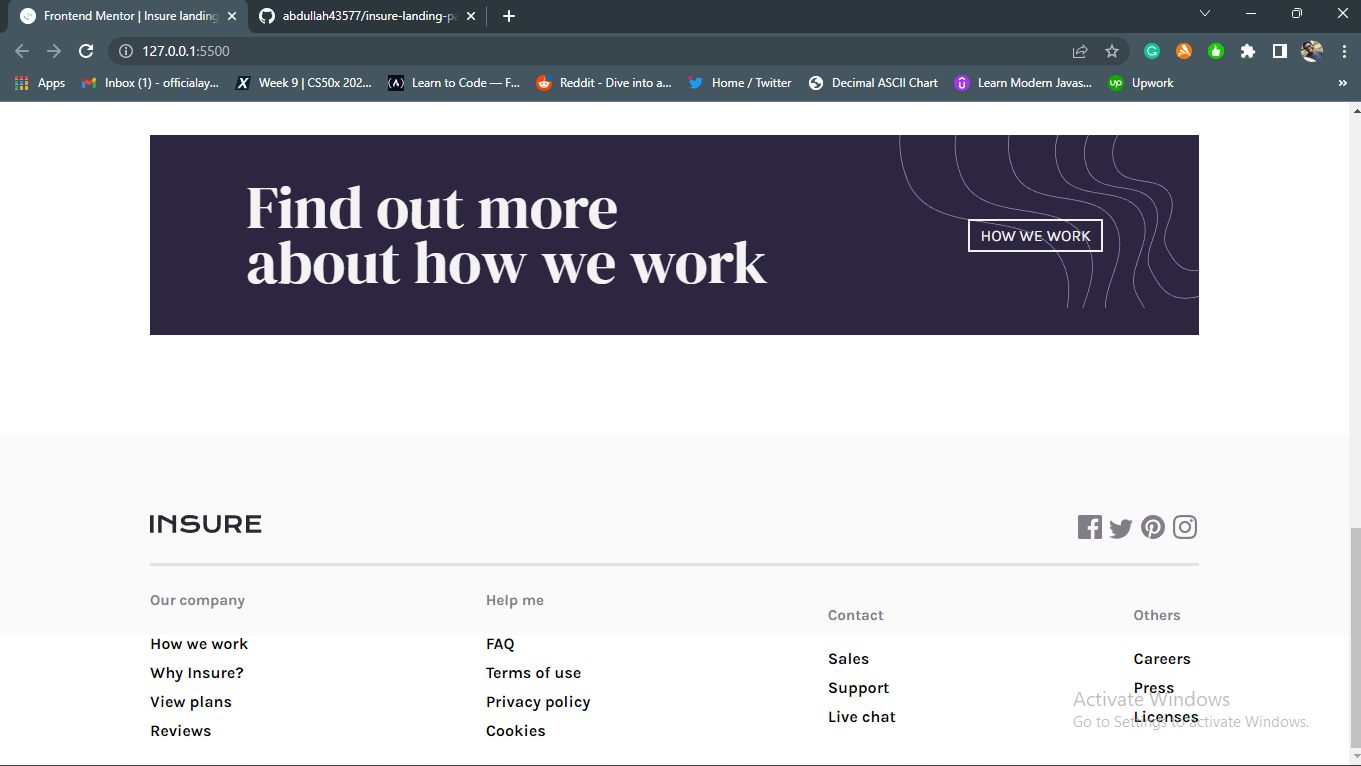 Frontend Mentor | Insure landing
abdullah43577/insure-landing-pa
127.0.0.1:5500
Apps
Inbox (1) - officialay...
Week 9 | CS50x 202...
Learn to Code — F...
Reddit - Dive into a...
Home / Twitter
Decimal ASCII Chart
Learn Modern Javas...
up
Upwork
»
Find out more
about how we work
HOW WE WORK
INSURE
Our company
How we work
Why Insure?
View plans
Reviews
Help me
FAQ
Terms of use
Privacy policy
Cookies
Contact
Sales
Support
Live chat
Others
Careers
Press
Licenses
Activate Windows
Go to Settings to activate Windows.